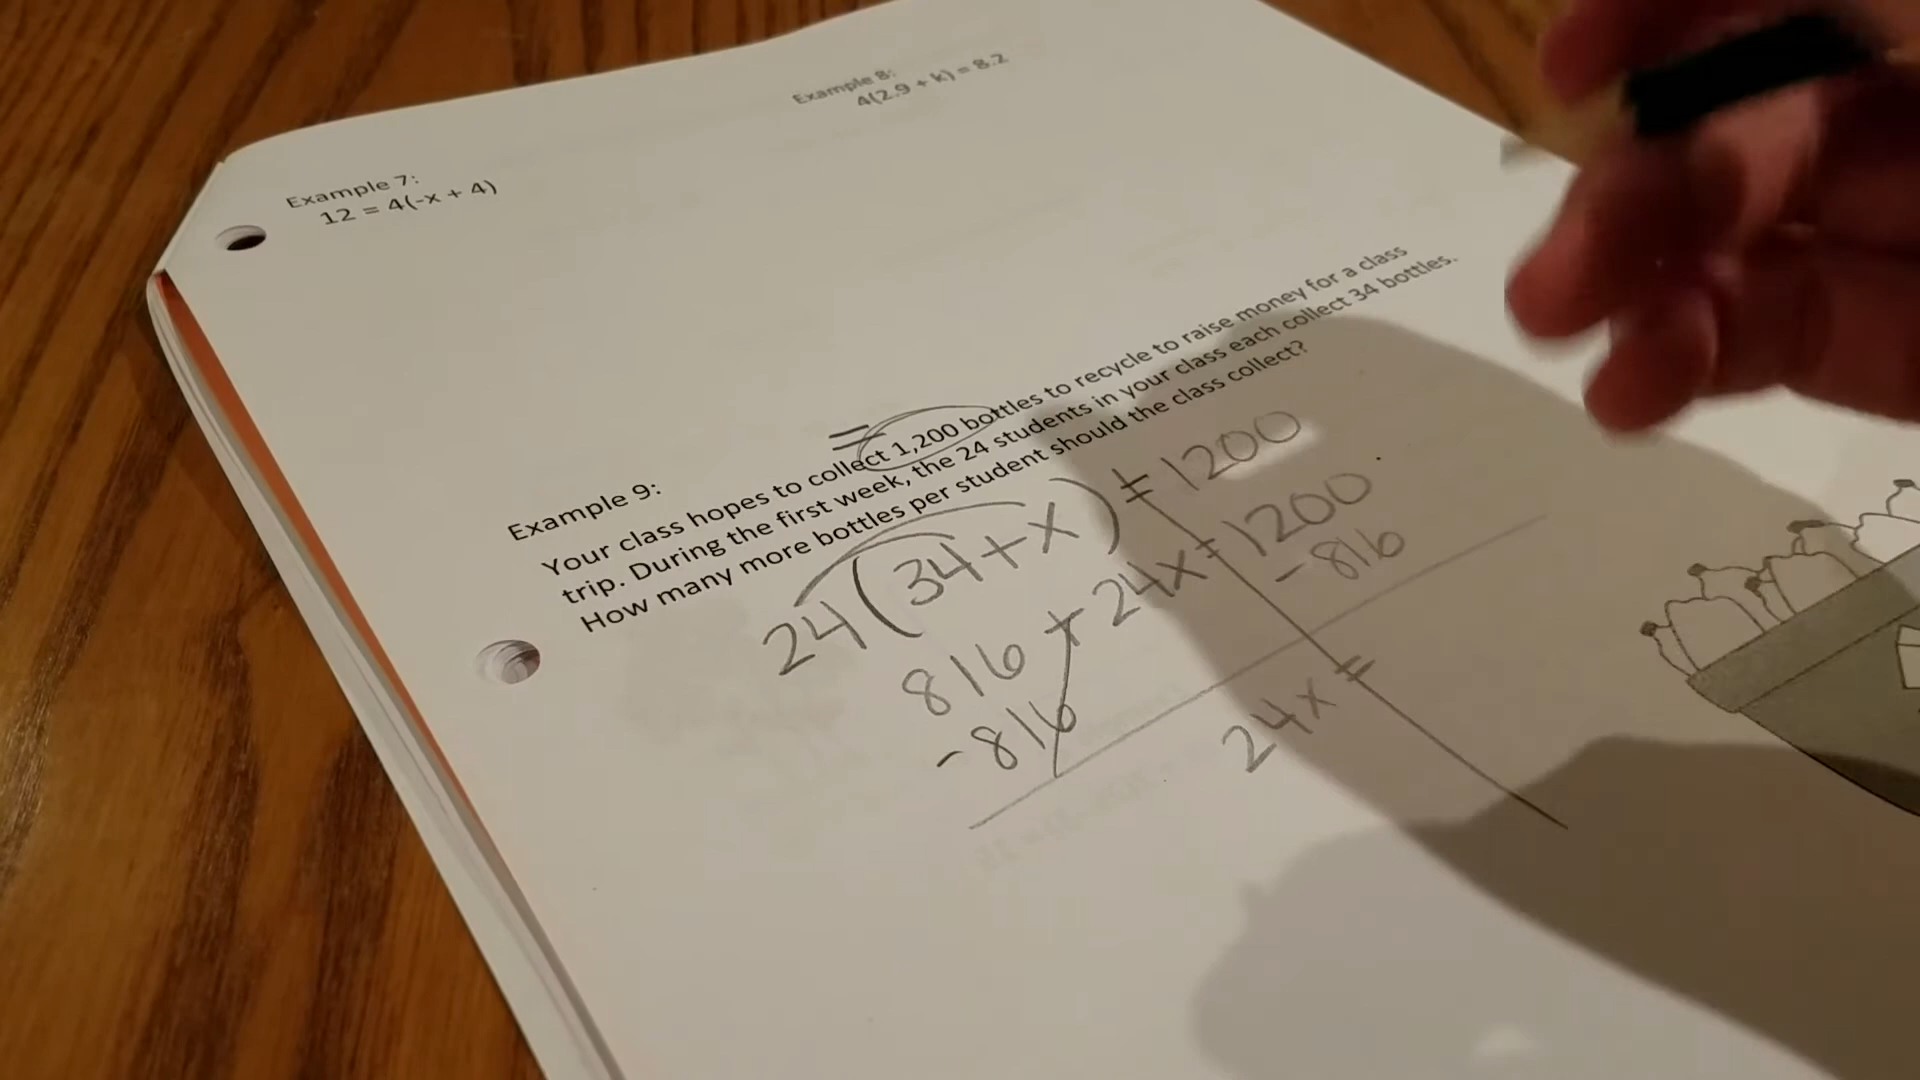 Example 8:
4(2.9 + k) = 8.2
Example 7:
12 = 4(-x + 4)
Example 9:
=
Your class hopes to collect 1,200 bottles to recycle to raise money for a class
trip. During the first week, the 24 students in your class each collect 34 bottles.
How many more bottles per student should the class collect?
24(34+x) = 1200
816 + 24x = 1200
-816 -816
24x =